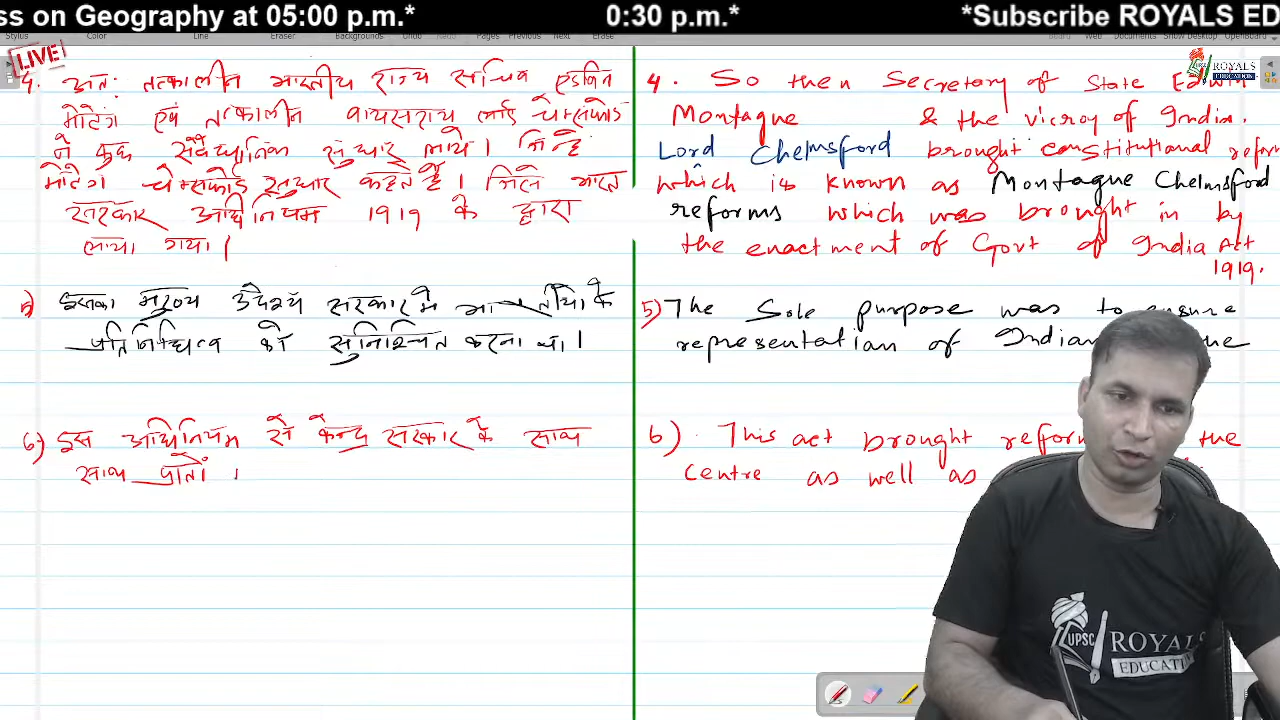 ss on Geography at 05:00 p.m.*
0:30 p.m.*
*Subscribe ROYALS ED
LIVE
ROYALS
EDUCATION
4. अत: तत्कालीन भारतीय राज्य सचिव एडविन
मोंटेग एवं तत्कालीन वायसराय लॉर्ड चेम्सफोर्ड
ने कुछ संवैधानिक सुधार लाये। जिन्हें
मोंटेग चेम्सफोर्ड सुधार कहते हैं। जिसे भारत
सरकार अधिनियम 1919 के द्वारा
लाया गया।
5) इसका मुख्य उदेश्य सरकार में भारतीयो के
प्रतिनिधित्व को सुनिश्चित करना था।
6) इस अधिनियम से केन्द्र सरकार के साथ
साथ प्रांतों
4. So then Secretary of State Edwin
Montague & the vicroy of India.
Lord Chelmsford brought constitutional reform
which is known as Montague Chelmsford
reforms which was brought in by
the enactment of Govt of India Act
1919.
5) The Sole purpose was to ensure
representation of Indian
6) This act brought reform the
centre as well as
UPSC ROYALS
EDUCATION